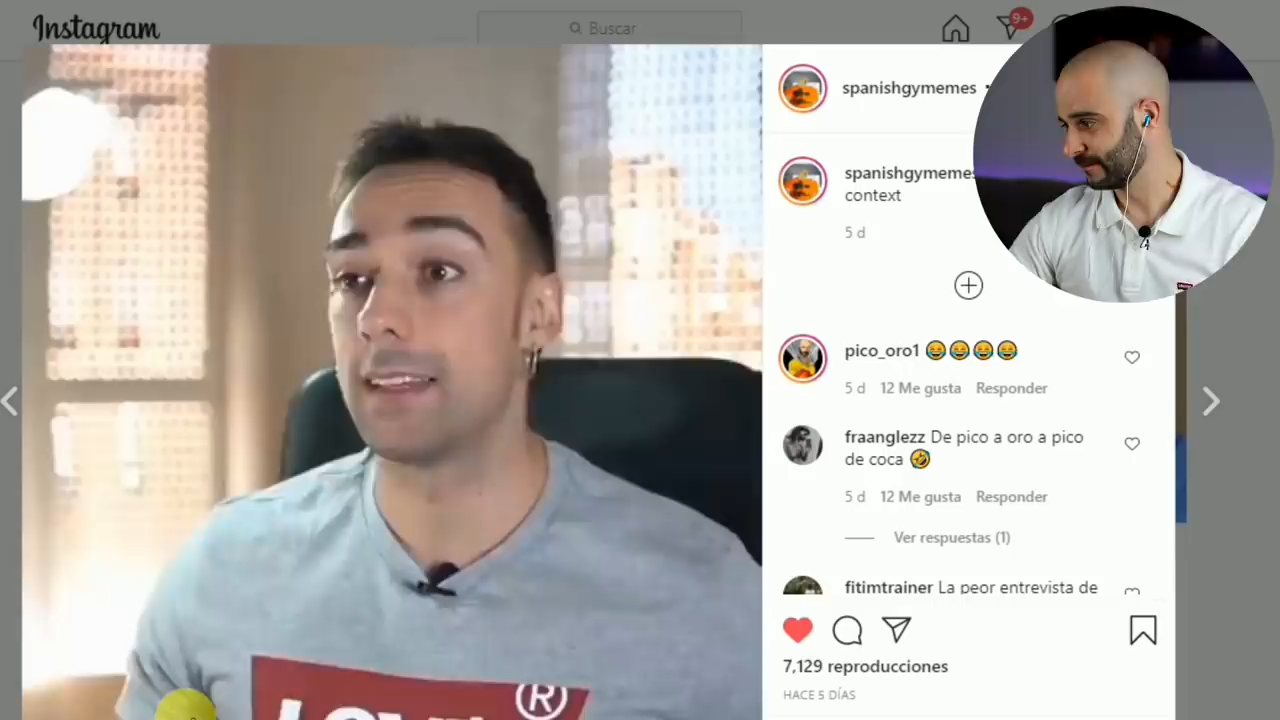 Instagram
Buscar
9+
spanishgymemes •
spanishgymemes
context
5 d
pico_oro1 😂😂😂😂
5 d 12 Me gusta Responder
fraanglezz De pico a oro a pico
de coca 🤣
5 d 12 Me gusta Responder
Ver respuestas (1)
fitimtrainer La peor entrevista de
7,129 reproducciones
HACE 5 DÍAS
®